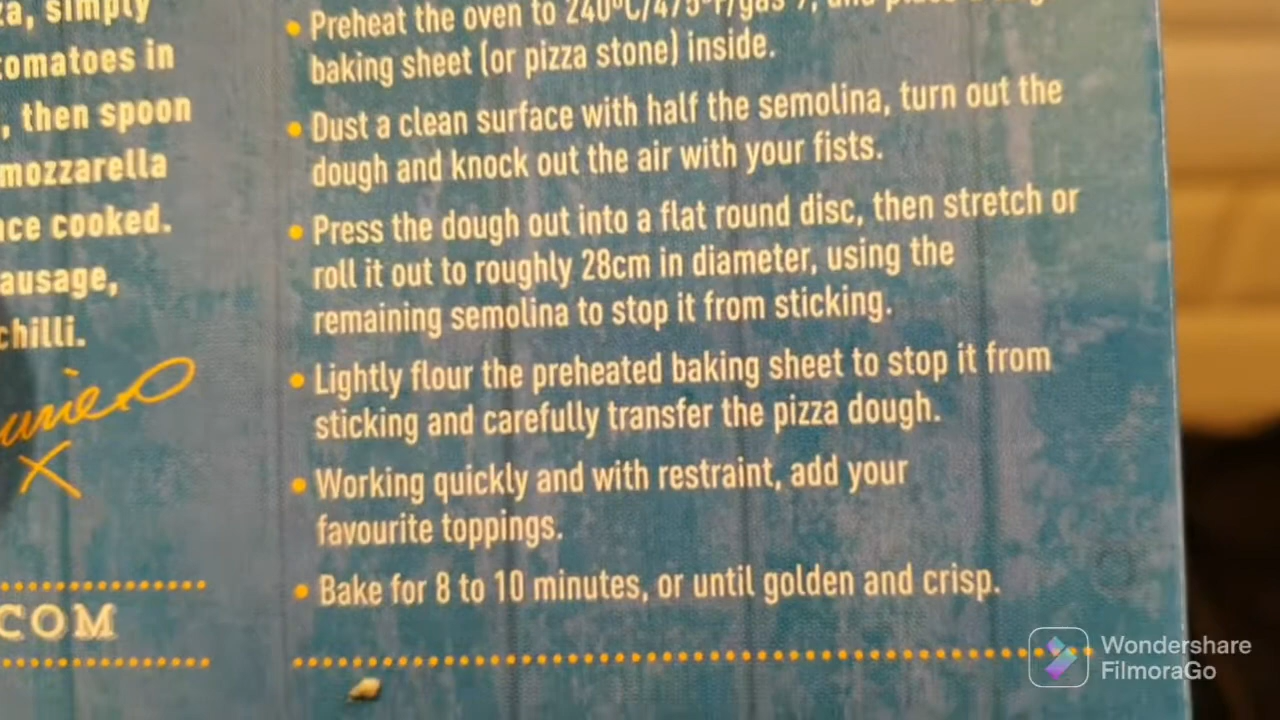 simply
tomatoes in
, then spoon
mozzarella
cooked.
chilli.
x
COM
• Preheat the oven to 240°C/475°F/gas
baking sheet (or pizza stone) inside.
• Dust a clean surface with half the semolina, turn out the
dough and knock out the air with your fists.
• Press the dough out into a flat round disc, then stretch or
roll it out to roughly 28cm in diameter, using the
remaining semolina to stop it from sticking.
• Lightly flour the preheated baking sheet to stop it from
sticking and carefully transfer the pizza dough.
• Working quickly and with restraint, add your
favourite toppings.
• Bake for 8 to 10 minutes, or until golden and crisp.
Wondershare
FilmoraGo